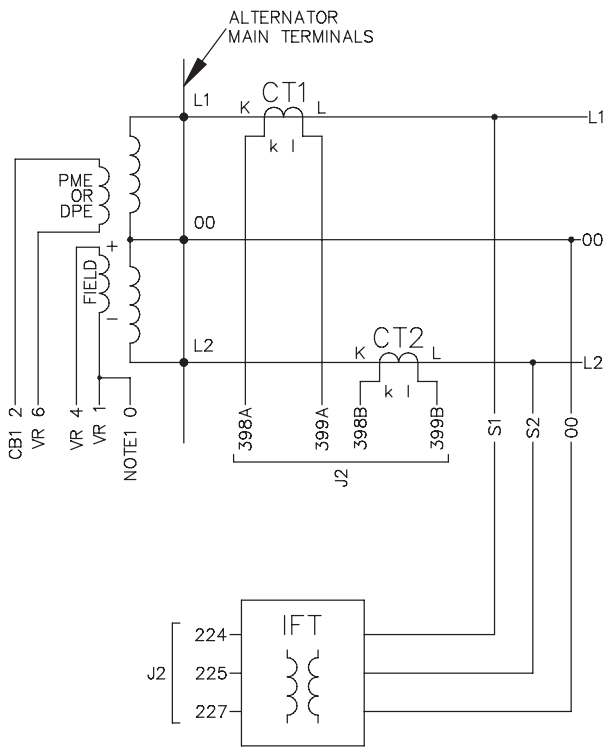 ALTERNATOR
MAIN TERMINALS
L1
K
CT1
L
L1
k l
PME
OR
DPE
00
00
+
FIELD
−
L2
K
CT2
L
L2
k l
CB1 2
VR 6
VR 4
VR 1
NOTE1 0
398A
399A
398B
399B
J2
S1
S2
00
IFT
J2
224
225
227